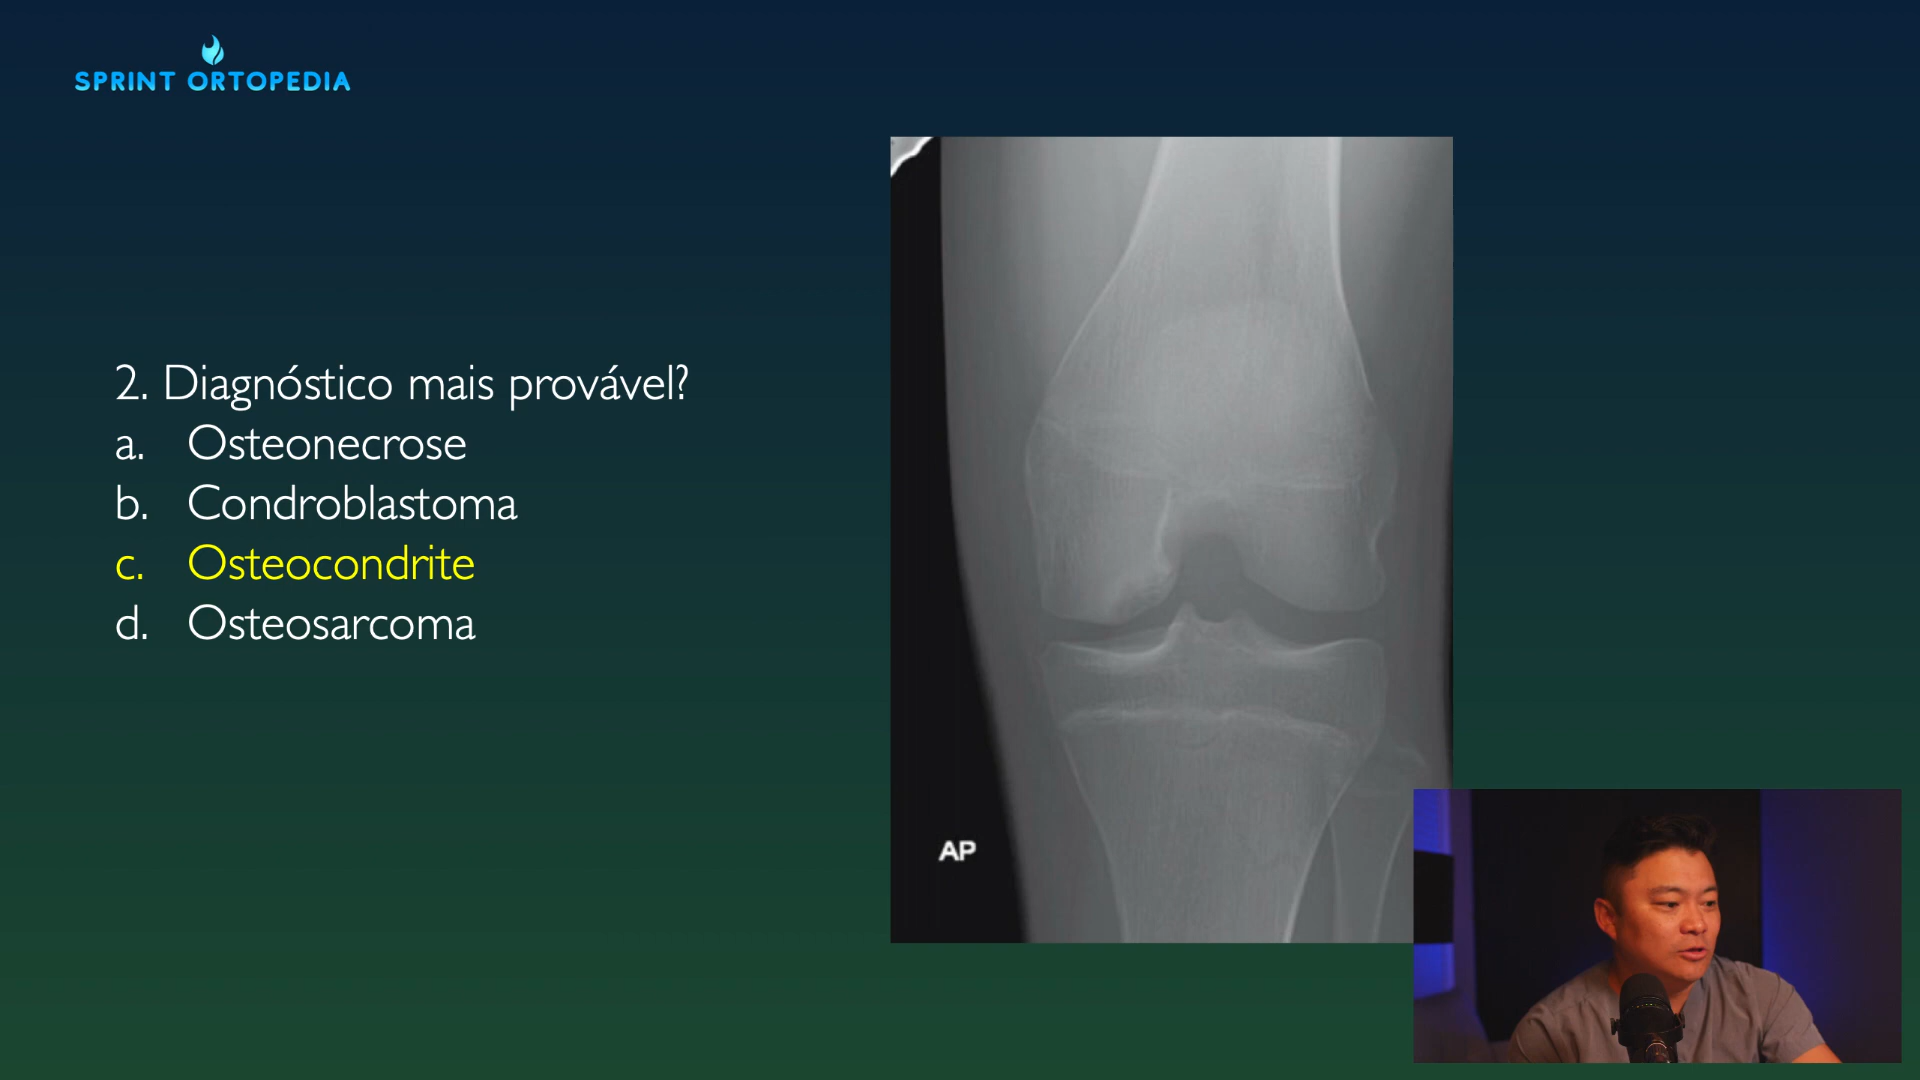 SPRINT ORTOPEDIA
2. Diagnóstico mais provável?
a. Osteonecrose
b. Condroblastoma
c. Osteocondrite
d. Osteosarcoma
AP